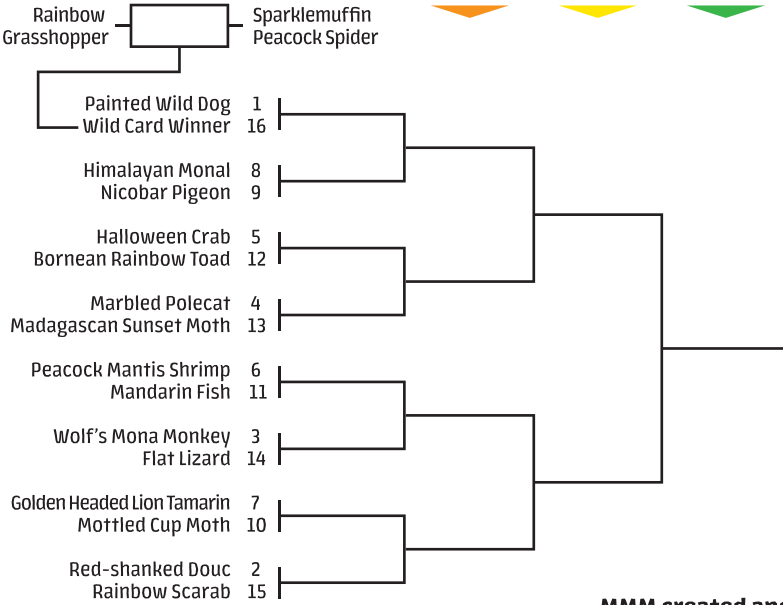 Rainbow
Grasshopper
Sparklemuffin
Peacock Spider
Painted Wild Dog 1
Wild Card Winner 16
Himalayan Monal 8
Nicobar Pigeon 9
Halloween Crab 5
Bornean Rainbow Toad 12
Marbled Polecat 4
Madagascan Sunset Moth 13
Peacock Mantis Shrimp 6
Mandarin Fish 11
Wolf's Mona Monkey 3
Flat Lizard 14
Golden Headed Lion Tamarin 7
Mottled Cup Moth 10
Red-shanked Douc 2
Rainbow Scarab 15
MMM created